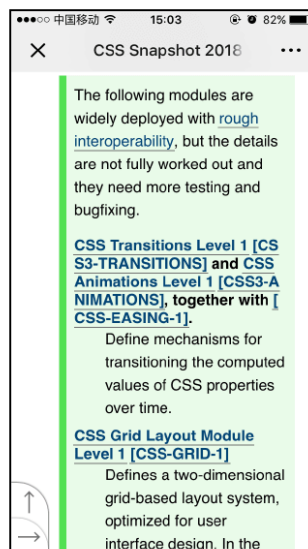 中国移动 15:03 82%
CSS Snapshot 2018
The following modules are
widely deployed with rough
interoperability, but the details
are not fully worked out and
they need more testing and
bugfixing.
CSS Transitions Level 1 [CS
S3-TRANSITIONS] and CSS
Animations Level 1 [CSS3-A
NIMATIONS], together with [
CSS-EASING-1].
Define mechanisms for
transitioning the computed
values of CSS properties
over time.
CSS Grid Layout Module
Level 1 [CSS-GRID-1]
Defines a two-dimensional
grid-based layout system,
optimized for user
interface design. In the